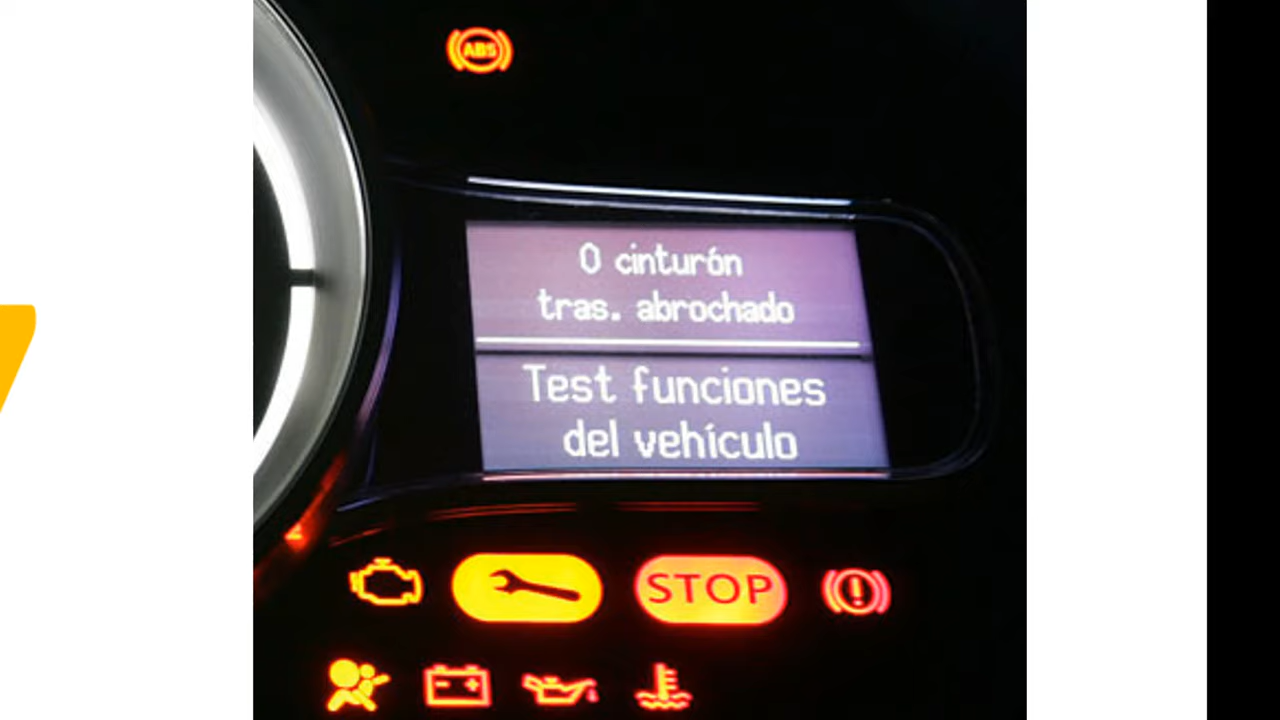 ABS
0 cinturón
tras. abrochado
Test funciones
del vehículo
STOP